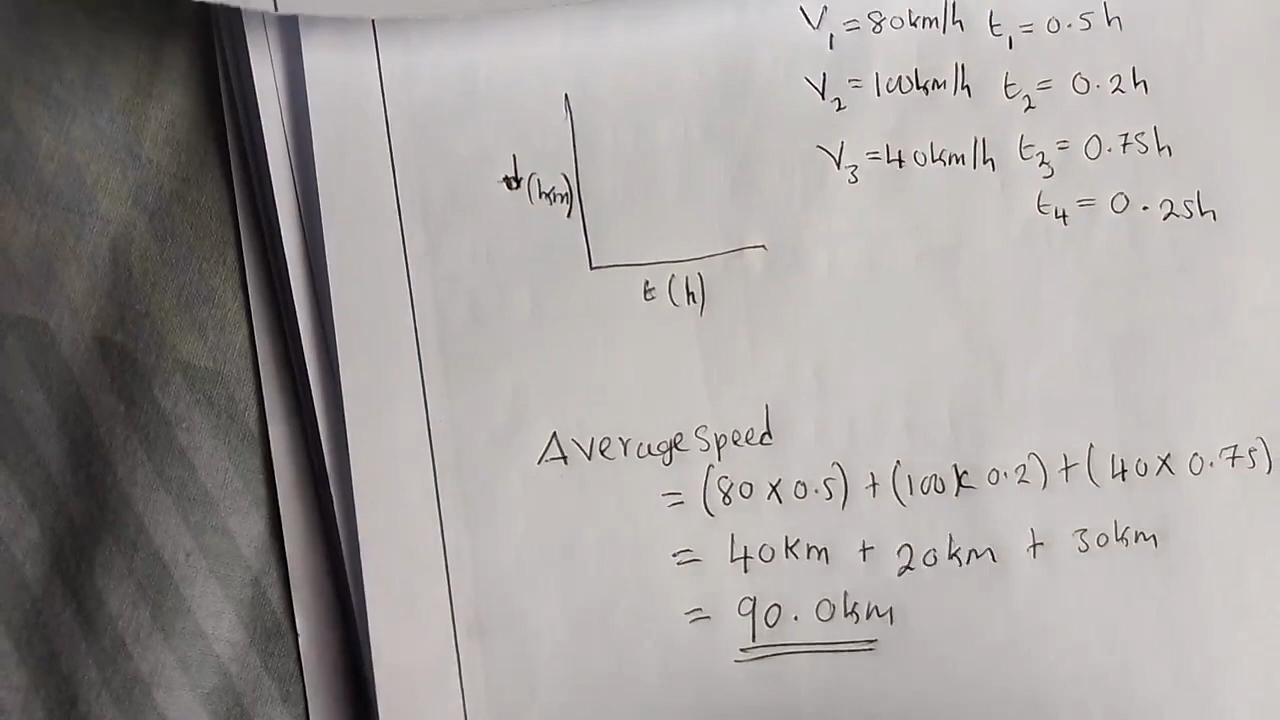 V₁ = 80km/h t₁ = 0.5h
V₂ = 100km/h t₂ = 0.2h
V₃ = 40km/h t₃ = 0.75h
t₄ = 0.25h
d (km)
t (h)
Average speed
= (80 x 0.5) + (100 x 0.2) + (40 x 0.75)
= 40km + 20km + 30km
= 90.0km